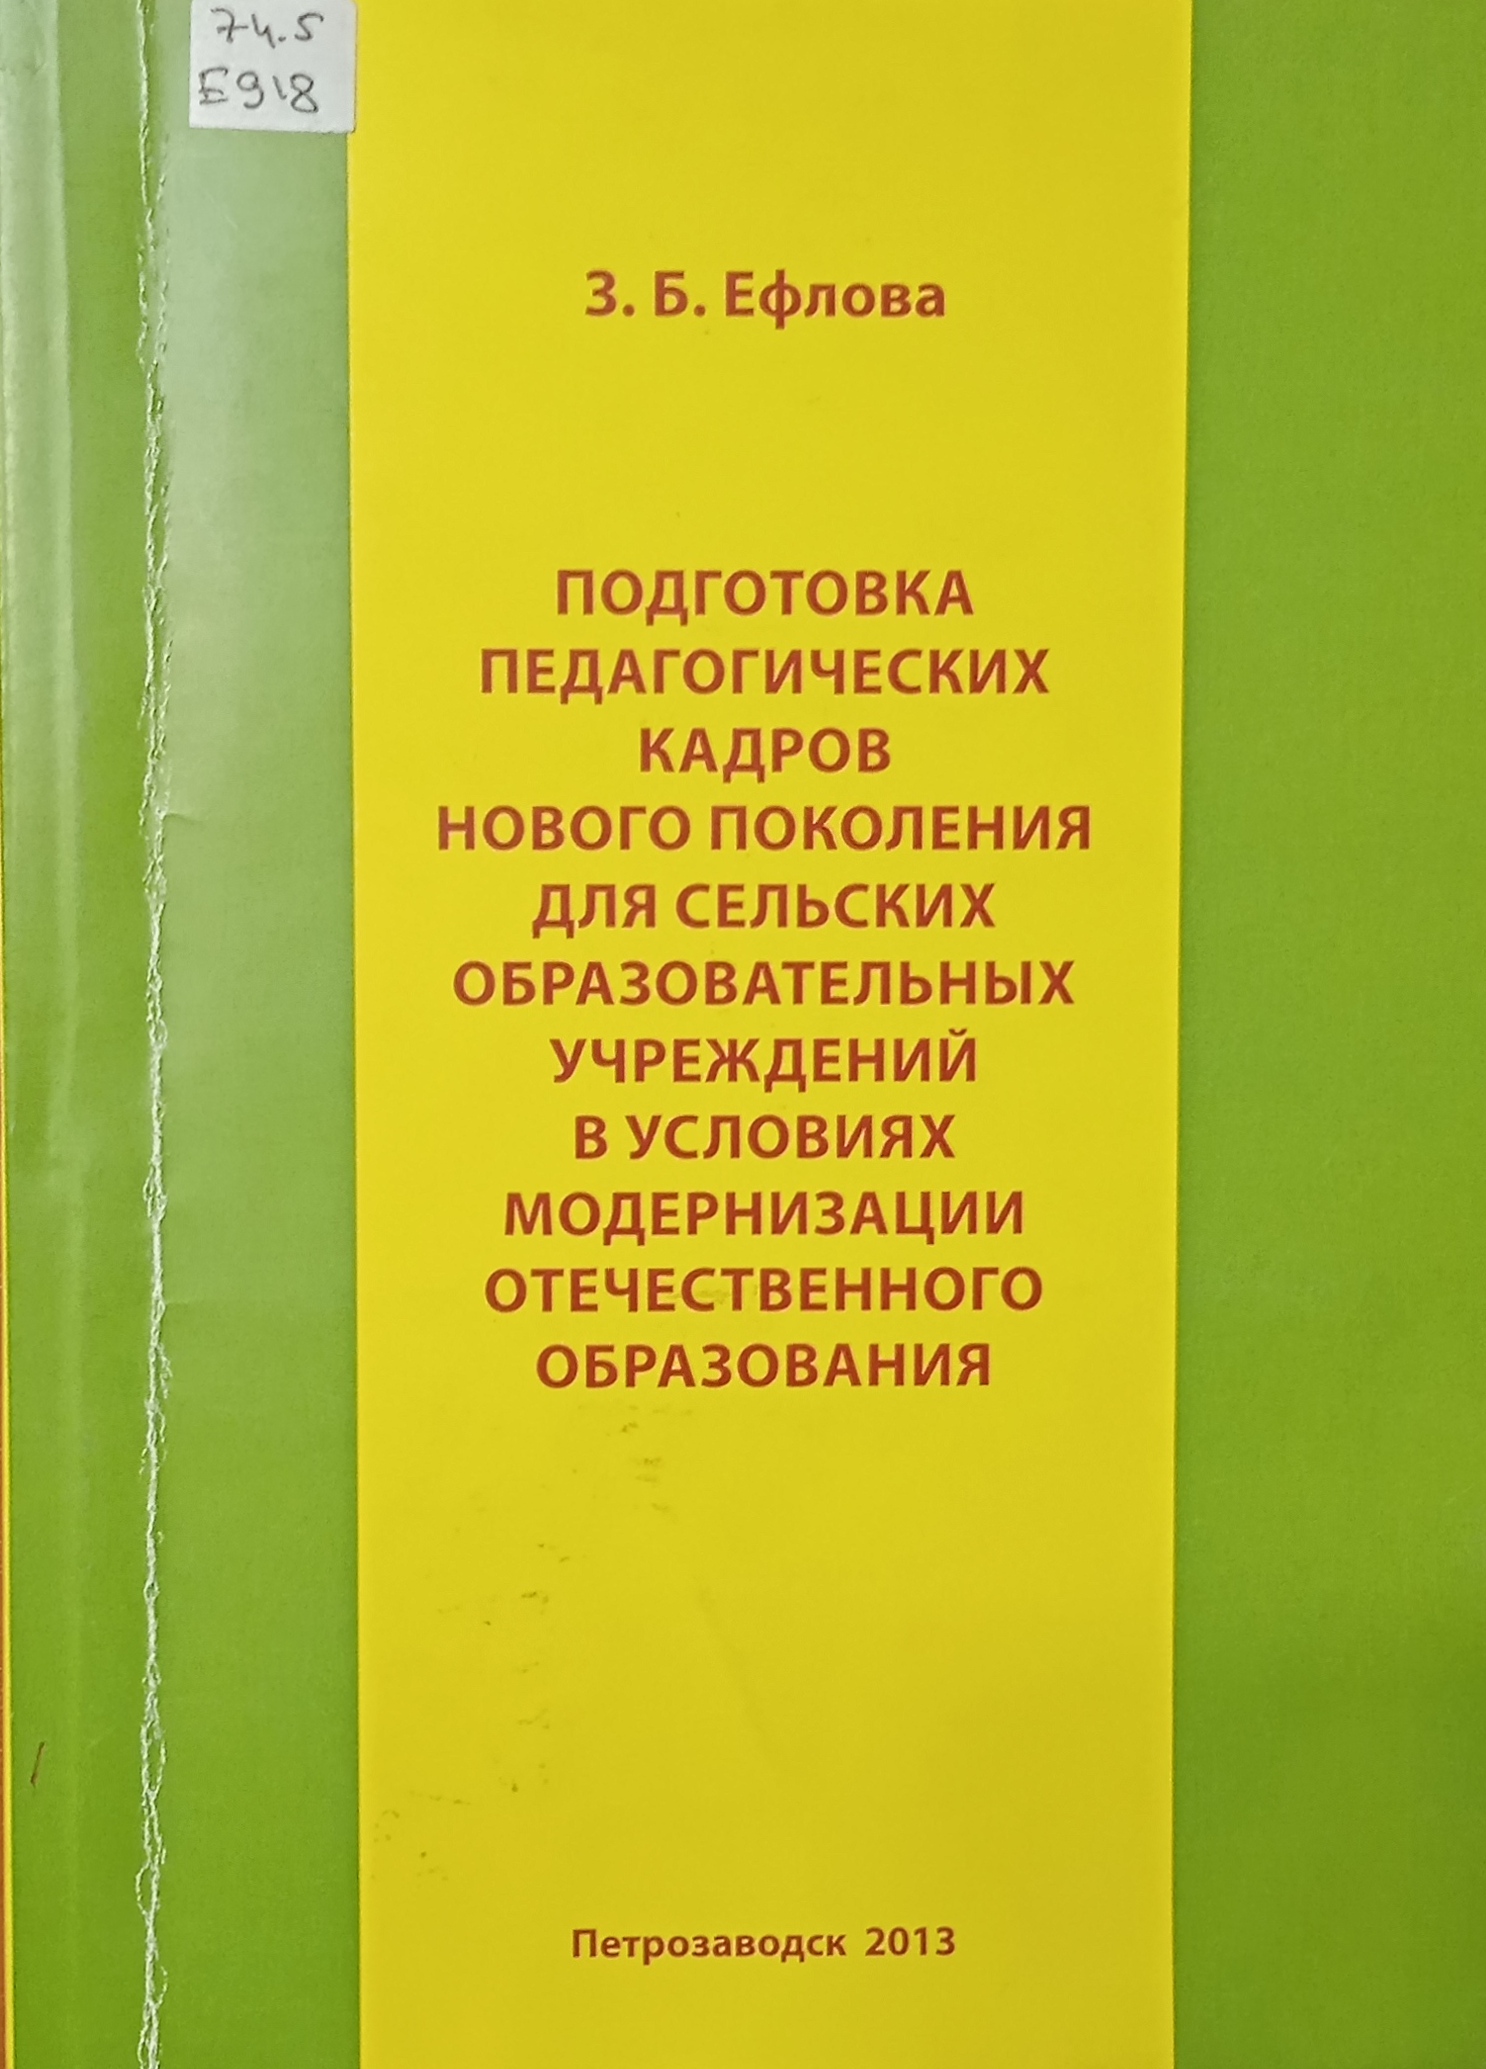 74.5
Е918
З. Б. Ефлова
ПОДГОТОВКА
ПЕДАГОГИЧЕСКИХ
КАДРОВ
НОВОГО ПОКОЛЕНИЯ
ДЛЯ СЕЛЬСКИХ
ОБРАЗОВАТЕЛЬНЫХ
УЧРЕЖДЕНИЙ
В УСЛОВИЯХ
МОДЕРНИЗАЦИИ
ОТЕЧЕСТВЕННОГО
ОБРАЗОВАНИЯ
Петрозаводск 2013